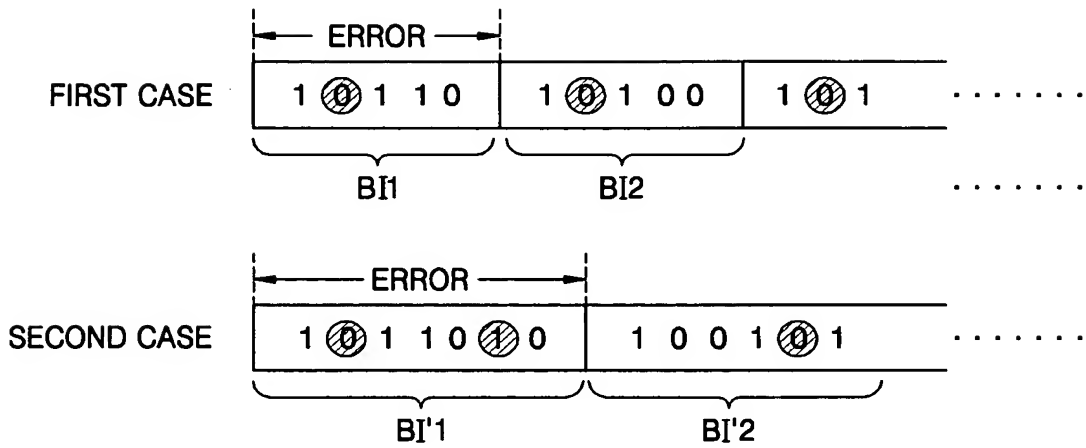 ERROR
FIRST CASE 1 0 1 1 0 1 0 1 0 0 1 0 1 .......
BI1 BI2 .......
ERROR
SECOND CASE 1 0 1 1 0 1 0 1 0 0 1 0 1 .......
BI'1 BI'2